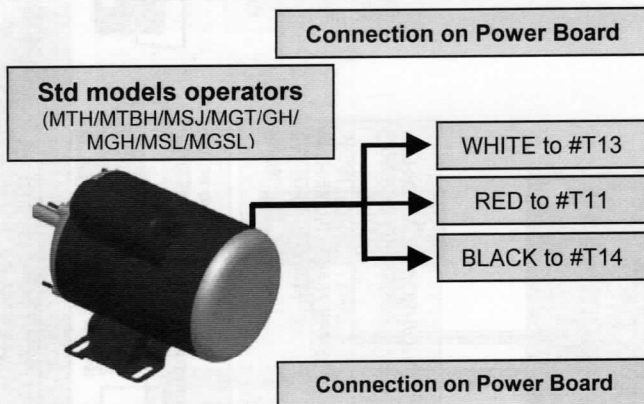 Connection on Power Board
Std models operators
(MTH/MTBH/MSJ/MGT/GH/
MGH/MSL/MGSL)
WHITE to #T13
RED to #T11
BLACK to #T14
Connection on Power Board